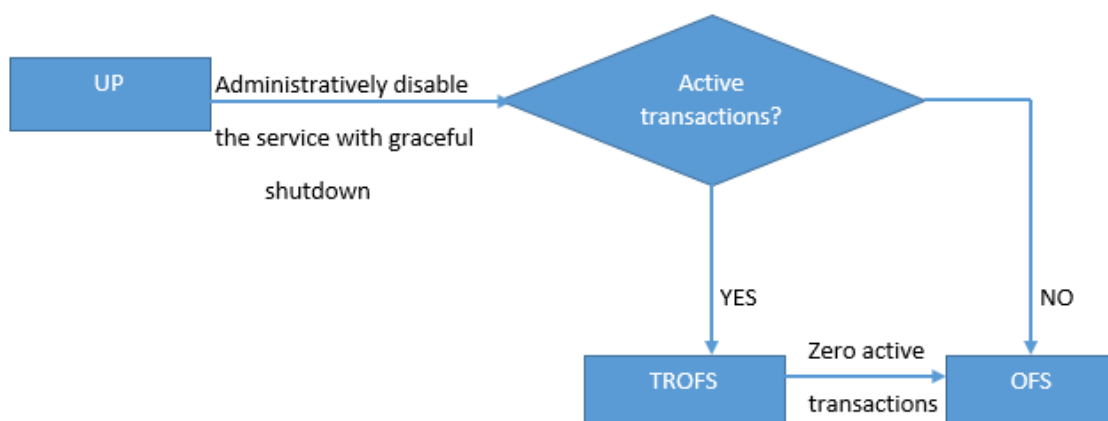 UP
Administratively disable
the service with graceful
shutdown
Active
transactions?
YES
NO
TROFS
Zero active
transactions
OFS